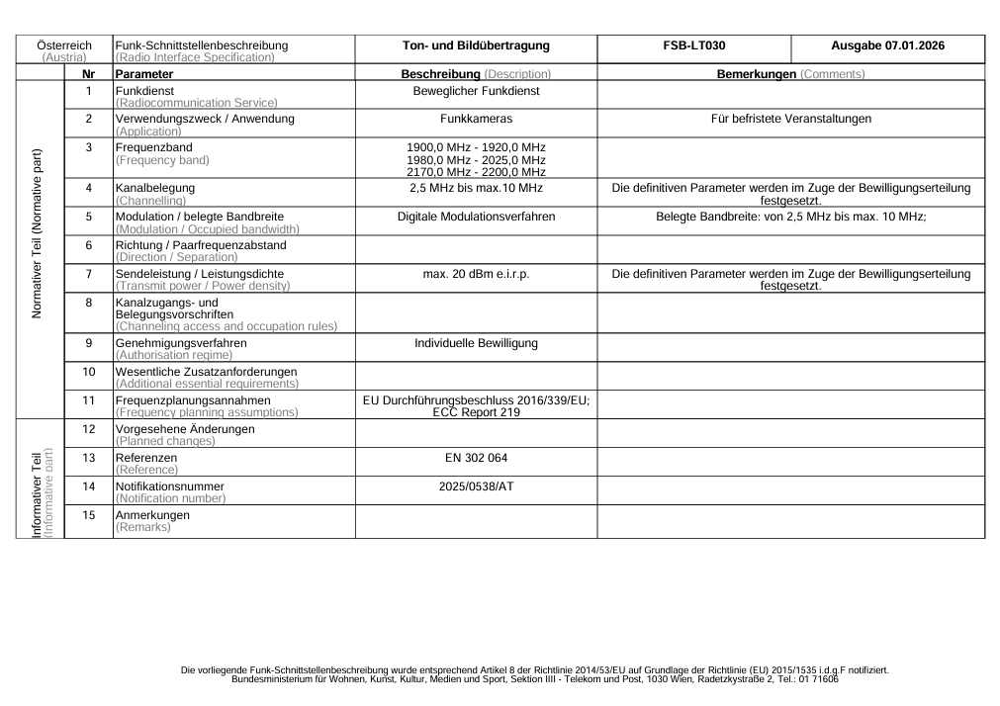 Österreich
(Austria)
Funk-Schnittstellenbeschreibung
(Radio Interface Specification)
Ton- und Bildübertragung
FSB-LT030
Ausgabe 07.01.2026
Nr
Parameter
Beschreibung (Description)
Bemerkungen (Comments)
Normativer Teil (Normative part)
1
Funkdienst
(Radiocommunication Service)
Beweglicher Funkdienst
2
Verwendungszweck / Anwendung
(Application)
Funkkameras
Für befristete Veranstaltungen
3
Frequenzband
(Frequency band)
1900,0 MHz - 1920,0 MHz
1980,0 MHz - 2025,0 MHz
2170,0 MHz - 2200,0 MHz
4
Kanalbelegung
(Channelling)
2,5 MHz bis max.10 MHz
Die definitiven Parameter werden im Zuge der Bewilligungserteilung
festgesetzt.
5
Modulation / belegte Bandbreite
(Modulation / Occupied bandwidth)
Digitale Modulationsverfahren
Belegte Bandbreite: von 2,5 MHz bis max. 10 MHz;
6
Richtung / Paarfrequenzabstand
(Direction / Separation)
7
Sendeleistung / Leistungsdichte
(Transmit power / Power density)
max. 20 dBm e.i.r.p.
Die definitiven Parameter werden im Zuge der Bewilligungserteilung
festgesetzt.
8
Kanalzugangs- und
Belegungsvorschriften
(Channeling access and occupation rules)
9
Genehmigungsverfahren
(Authorisation regime)
Individuelle Bewilligung
10
Wesentliche Zusatzanforderungen
(Additional essential requirements)
11
Frequenzplanungsannahmen
(Frequency planning assumptions)
EU Durchführungsbeschluss 2016/339/EU;
ECC Report 219
Informativer Teil
(Informative part)
12
Vorgesehene Änderungen
(Planned changes)
13
Referenzen
(Reference)
EN 302 064
14
Notifikationsnummer
(Notification number)
2025/0538/AT
15
Anmerkungen
(Remarks)
Die vorliegende Funk-Schnittstellenbeschreibung wurde entsprechend Artikel 8 der Richtlinie 2014/53/EU auf Grundlage der Richtlinie (EU) 2015/1535 i.d.g.F notifiziert.
Bundesministerium für Wohnen, Kunst, Kultur, Medien und Sport, Sektion IIII - Telekom und Post, 1030 Wien, Radetzkystraße 2, Tel.: 01 71606